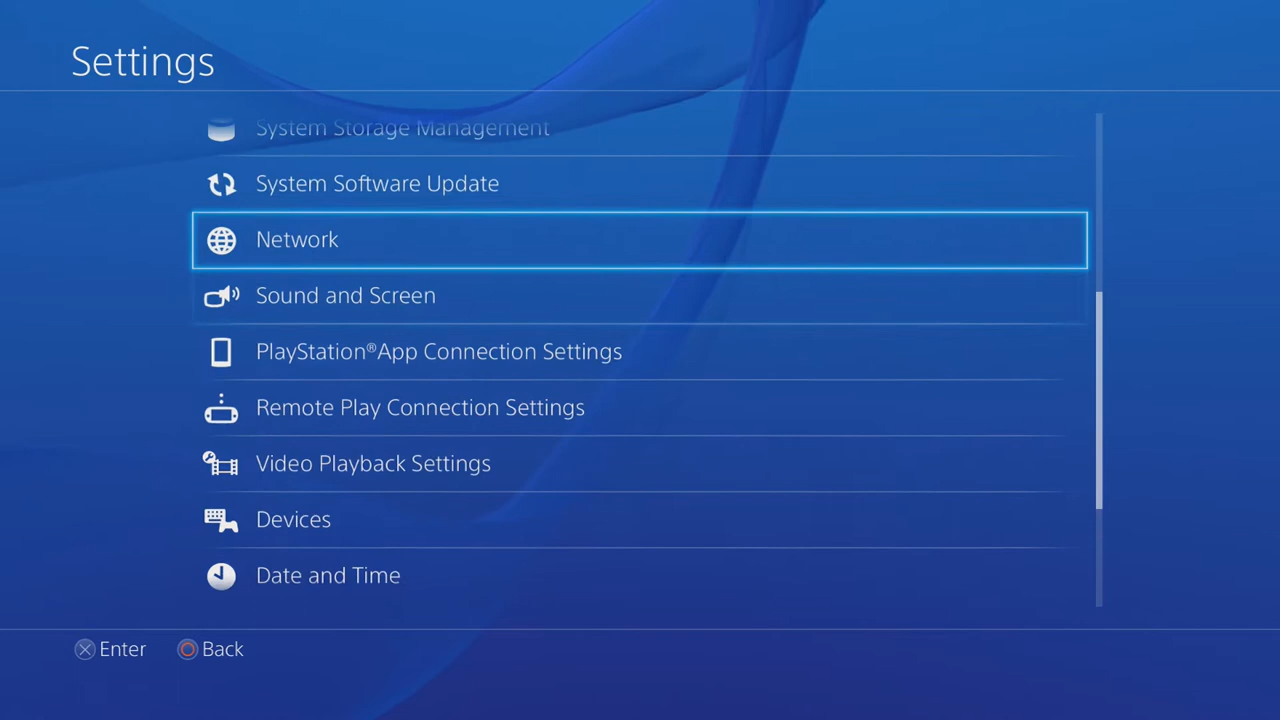 Settings
System Storage Management
System Software Update
Network
Sound and Screen
PlayStation®App Connection Settings
Remote Play Connection Settings
Video Playback Settings
Devices
Date and Time
Enter Back